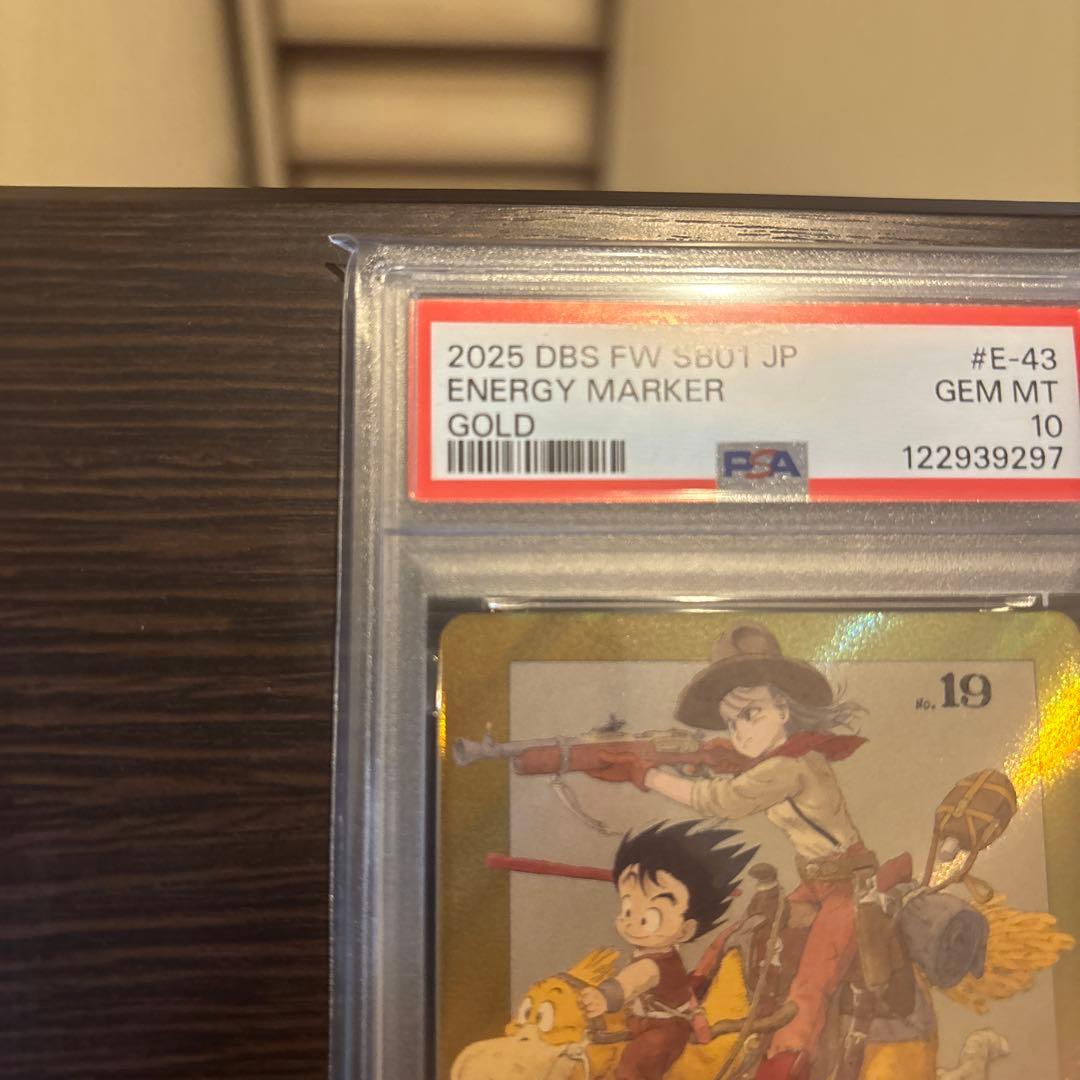 2025 DBS FW SB01 JP #E-43
ENERGY MARKER GEM MT
GOLD 10
PSA 122939297
No. 19